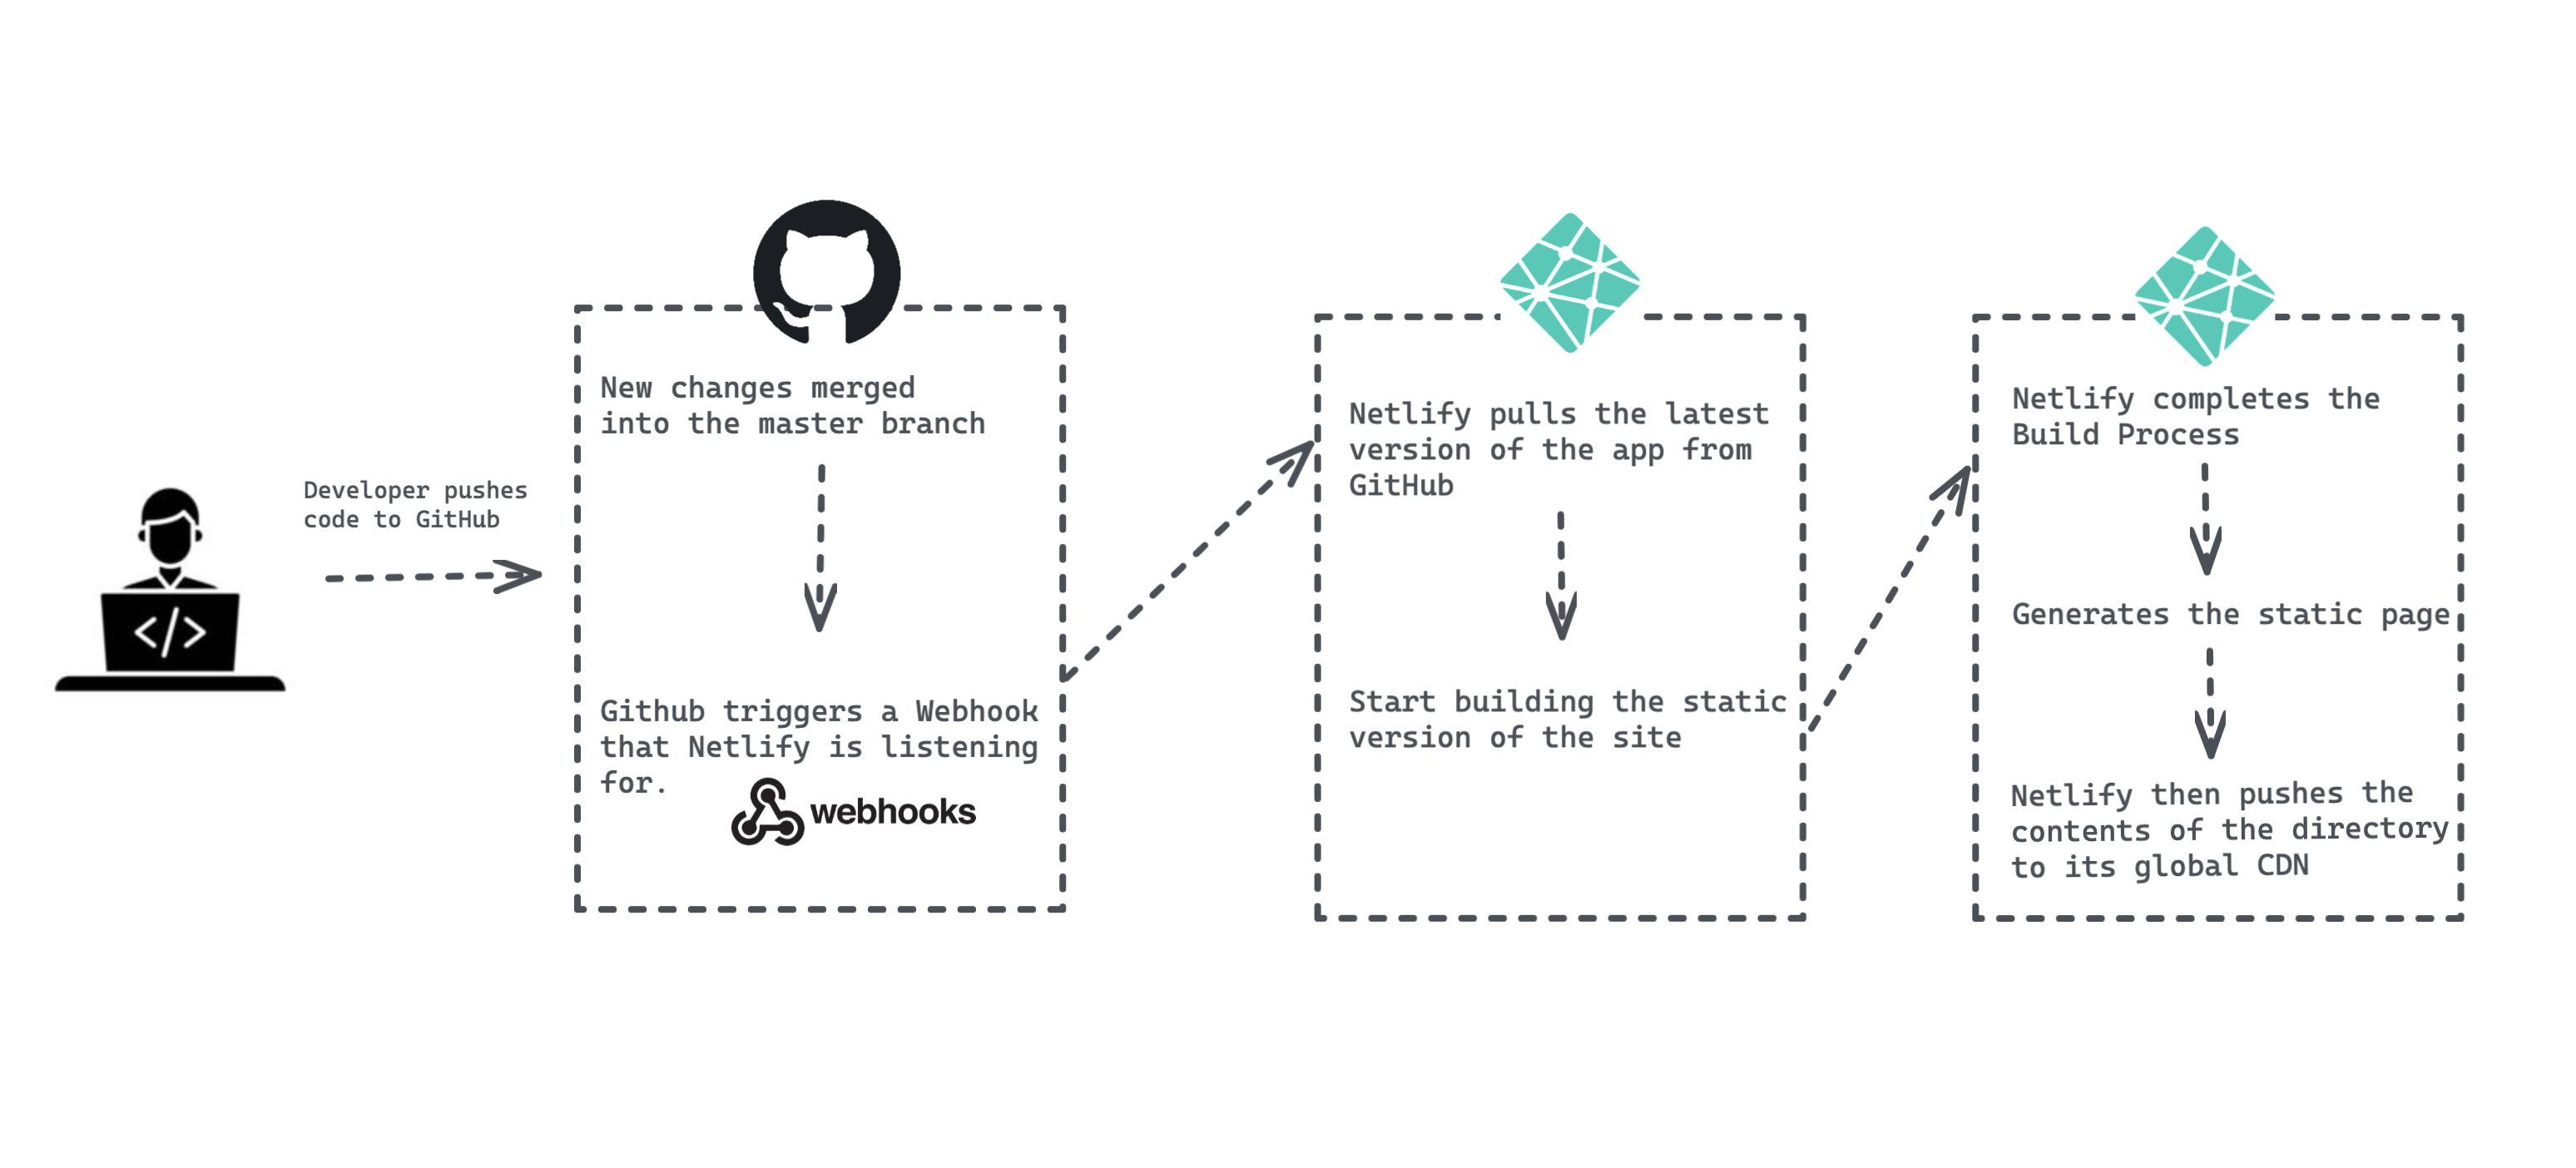 Developer pushes
code to GitHub
New changes merged
into the master branch
Github triggers a Webhook
that Netlify is listening
for.
webhooks
Netlify pulls the latest
version of the app from
GitHub
Start building the static
version of the site
Netlify completes the
Build Process
Generates the static page
Netlify then pushes the
contents of the directory
to its global CDN